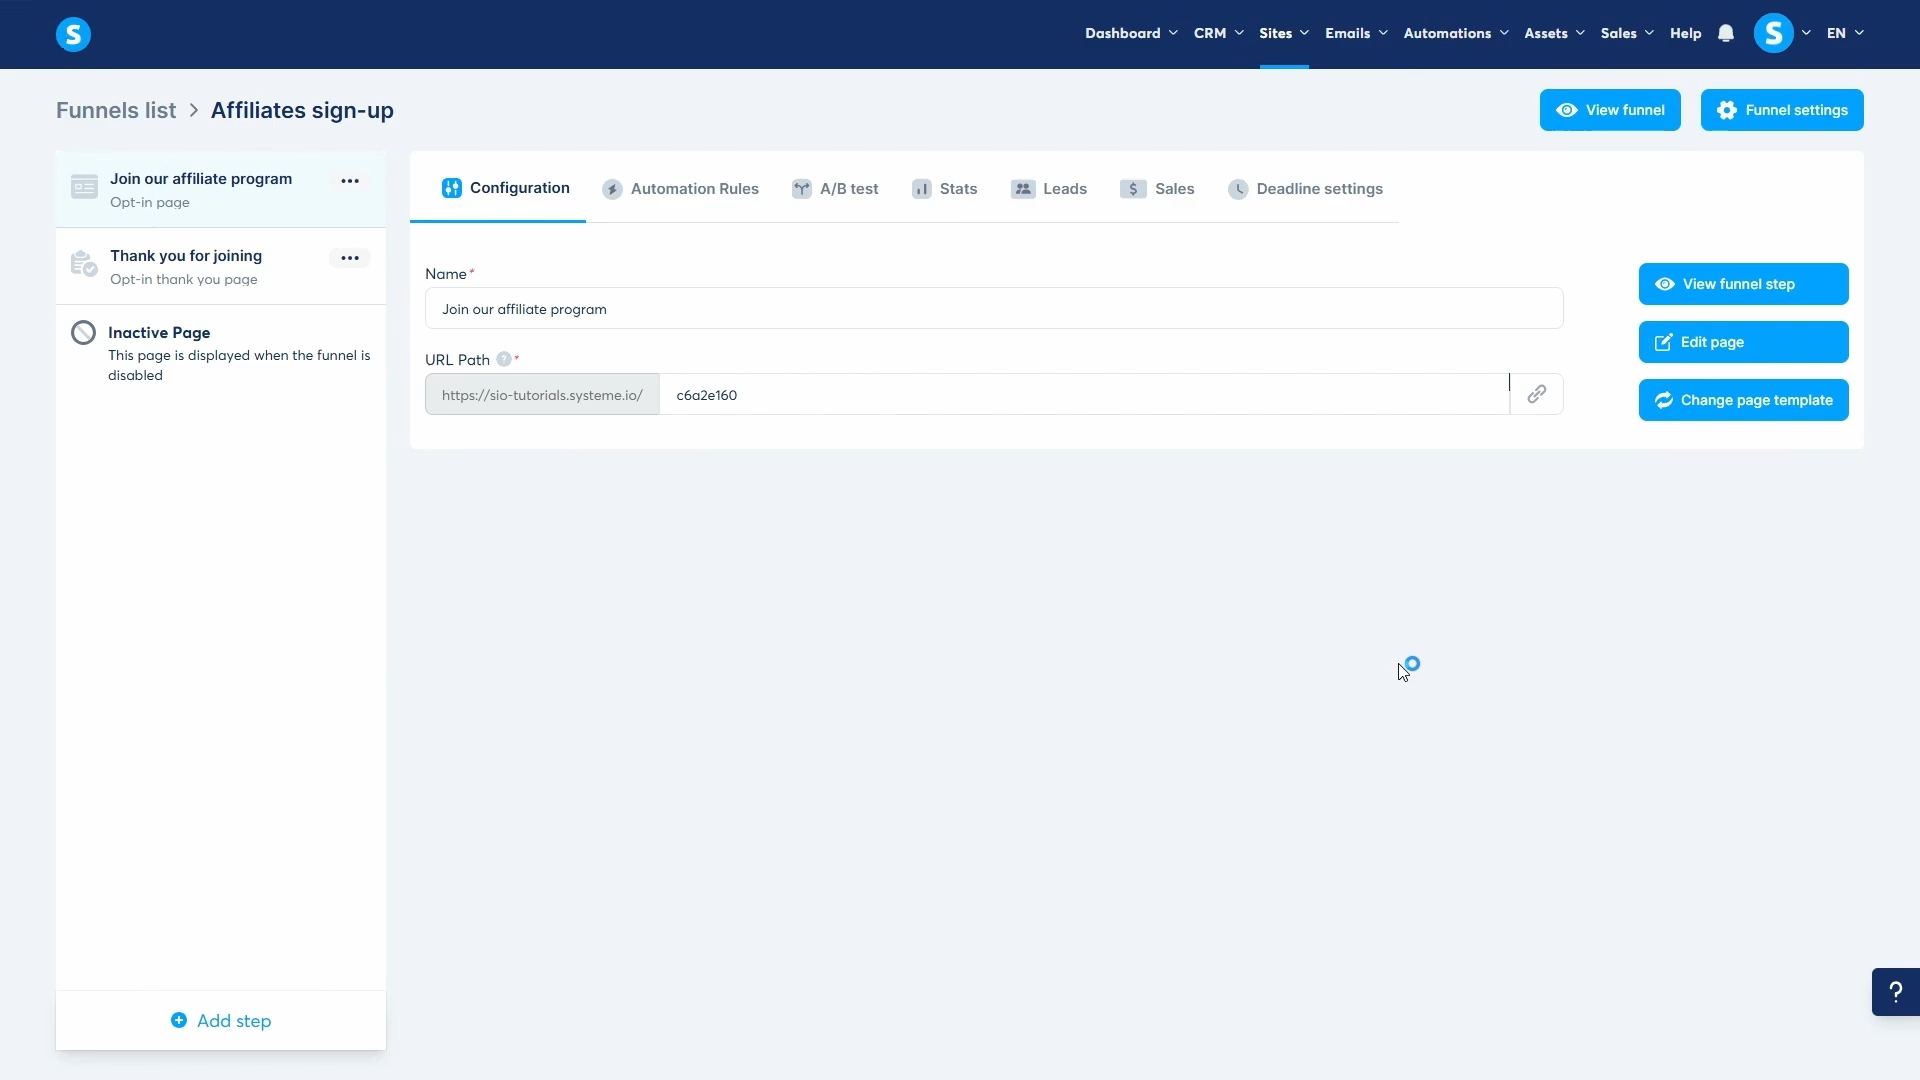 S
Dashboard
CRM
Sites
Emails
Automations
Assets
Sales
Help
S
EN
Funnels list > Affiliates sign-up
View funnel
Funnel settings
Join our affiliate program
Opt-in page
Thank you for joining
Opt-in thank you page
Inactive Page
This page is displayed when the funnel is
disabled
Add step
Configuration
Automation Rules
A/B test
Stats
Leads
$ Sales
Deadline settings
Name*
Join our affiliate program
URL Path ? *
https://sio-tutorials.systeme.io/
c6a2e160
View funnel step
Edit page
Change page template
?